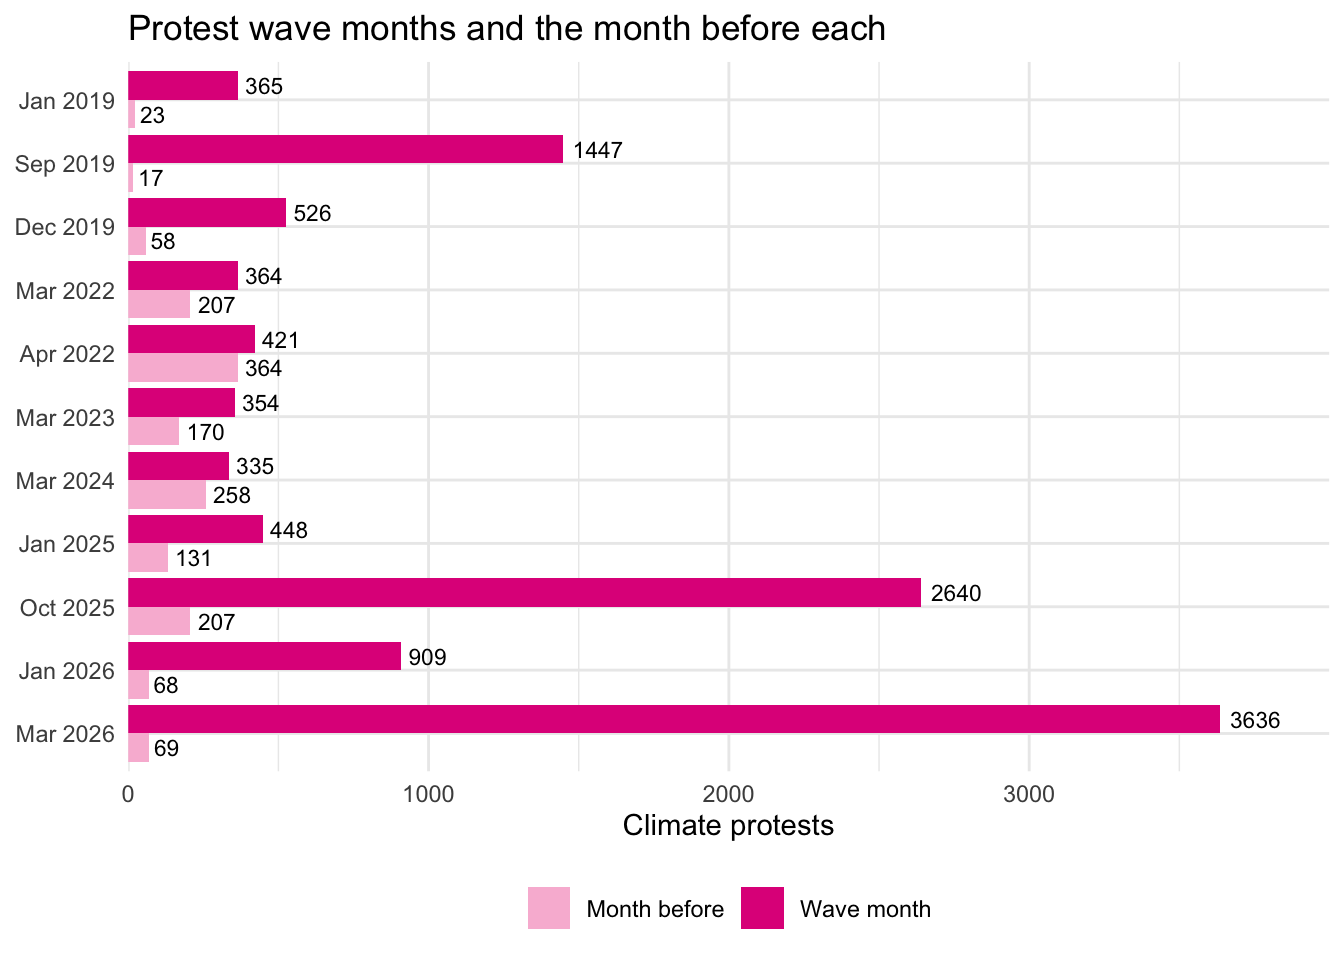 Protest wave months and the month before each
Jan 2019
365
23
Sep 2019
1447
17
Dec 2019
526
58
Mar 2022
364
207
Apr 2022
421
364
Mar 2023
354
170
Mar 2024
335
258
Jan 2025
448
131
Oct 2025
2640
207
Jan 2026
909
68
Mar 2026
3636
69
0 1000 2000 3000
Climate protests
Month before Wave month